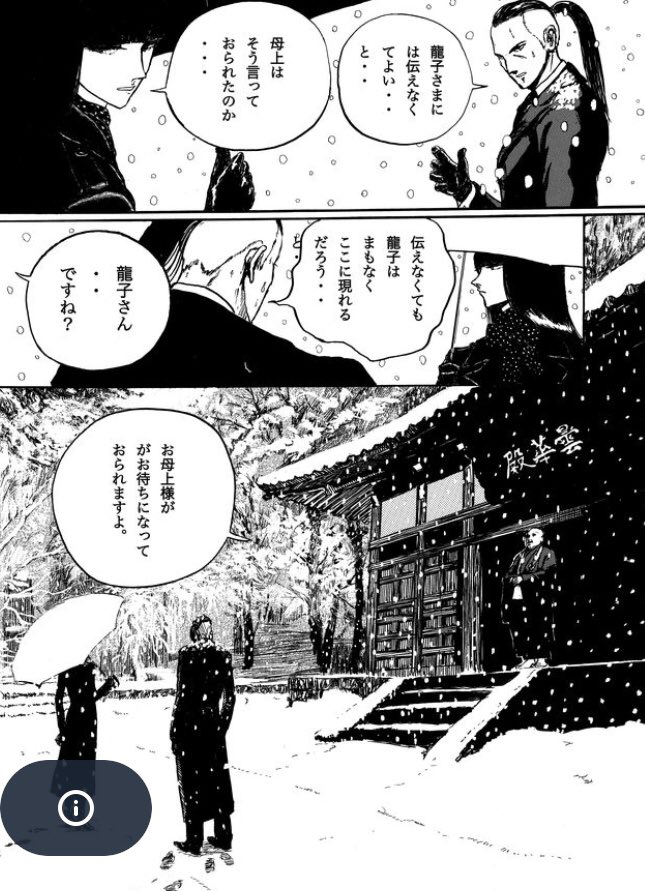 龍子さまに
は伝えなく
てよい・・
と・・
母上は
そう言って
おられたのか
・・・
伝えなくても
龍子は
まもなく
ここに現れる
だろう・・
と・
龍子さん
・・
ですね？
曇華殿
お母上様が
がお待ちになって
おられますよ。